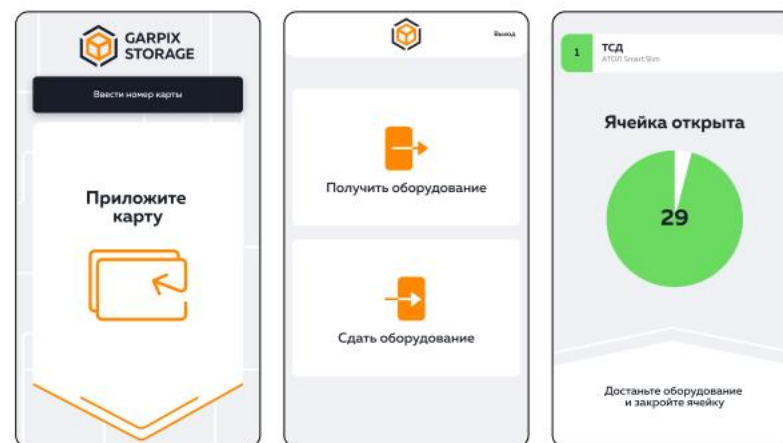 GARPIX
STORAGE
Ввести номер карты
Приложите
карту
Выход
Получить оборудование
Сдать оборудование
1
ТСД
АТОЛ Smart.Slim
Ячейка открыта
29
Достаньте оборудование
и закройте ячейку